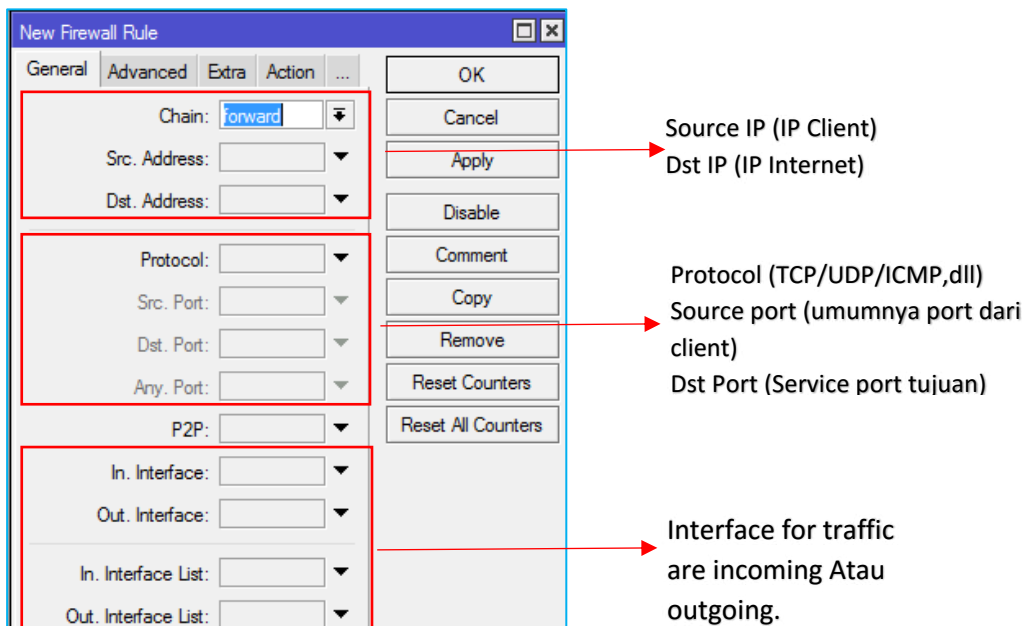 New Firewall Rule
General Advanced Extra Action ...
Chain: forward
Src. Address:
Dst. Address:
Protocol:
Src. Port:
Dst. Port:
Any. Port:
P2P:
In. Interface:
Out. Interface:
In. Interface List:
Out. Interface List:
OK
Cancel
Apply
Disable
Comment
Copy
Remove
Reset Counters
Reset All Counters
Source IP (IP Client)
Dst IP (IP Internet)
Protocol (TCP/UDP/ICMP,dll)
Source port (umumnya port dari
client)
Dst Port (Service port tujuan)
Interface for traffic
are incoming Atau
outgoing.